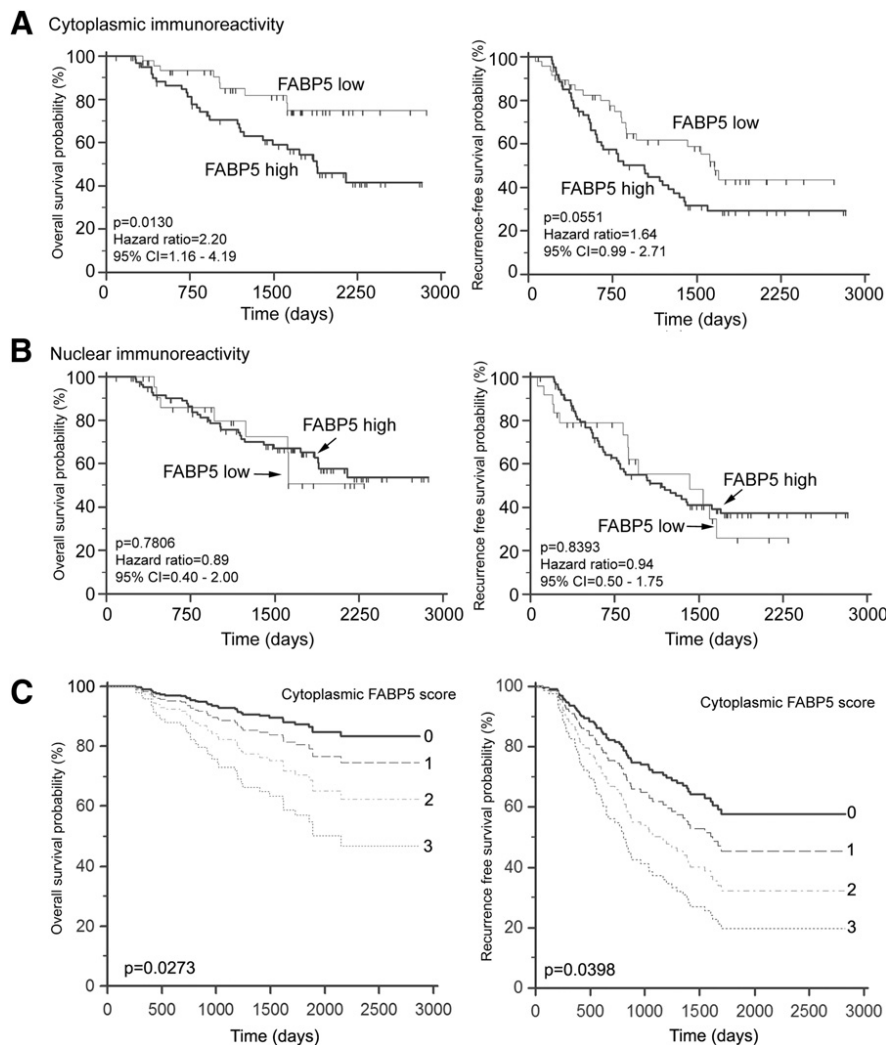 A Cytoplasmic immunoreactivity
Overall survival probability (%)
100
80
60
40
20
0
FABP5 low
FABP5 high
p=0.0130
Hazard ratio=2.20
95% CI=1.16 - 4.19
0 750 1500 2250 3000
Time (days)
Recurrence-free survival probability (%)
100
80
60
40
20
0
FABP5 low
FABP5 high
p=0.0551
Hazard ratio=1.64
95% CI=0.99 - 2.71
0 750 1500 2250 3000
Time (days)
B Nuclear immunoreactivity
Overall survival probability (%)
100
80
60
40
20
0
FABP5 high
FABP5 low
p=0.7806
Hazard ratio=0.89
95% CI=0.40 - 2.00
0 750 1500 2250 3000
Time (days)
Recurrence free survival probability (%)
100
80
60
40
20
0
FABP5 high
FABP5 low
p=0.8393
Hazard ratio=0.94
95% CI=0.50 - 1.75
0 750 1500 2250 3000
Time (days)
C
Overall survival probability (%)
100
80
60
40
20
0
Cytoplasmic FABP5 score
0
1
2
3
p=0.0273
0 500 1000 1500 2000 2500 3000
Time (days)
Recurrence free survival probability (%)
100
80
60
40
20
0
Cytoplasmic FABP5 score
0
1
2
3
p=0.0398
0 500 1000 1500 2000 2500 3000
Time (days)